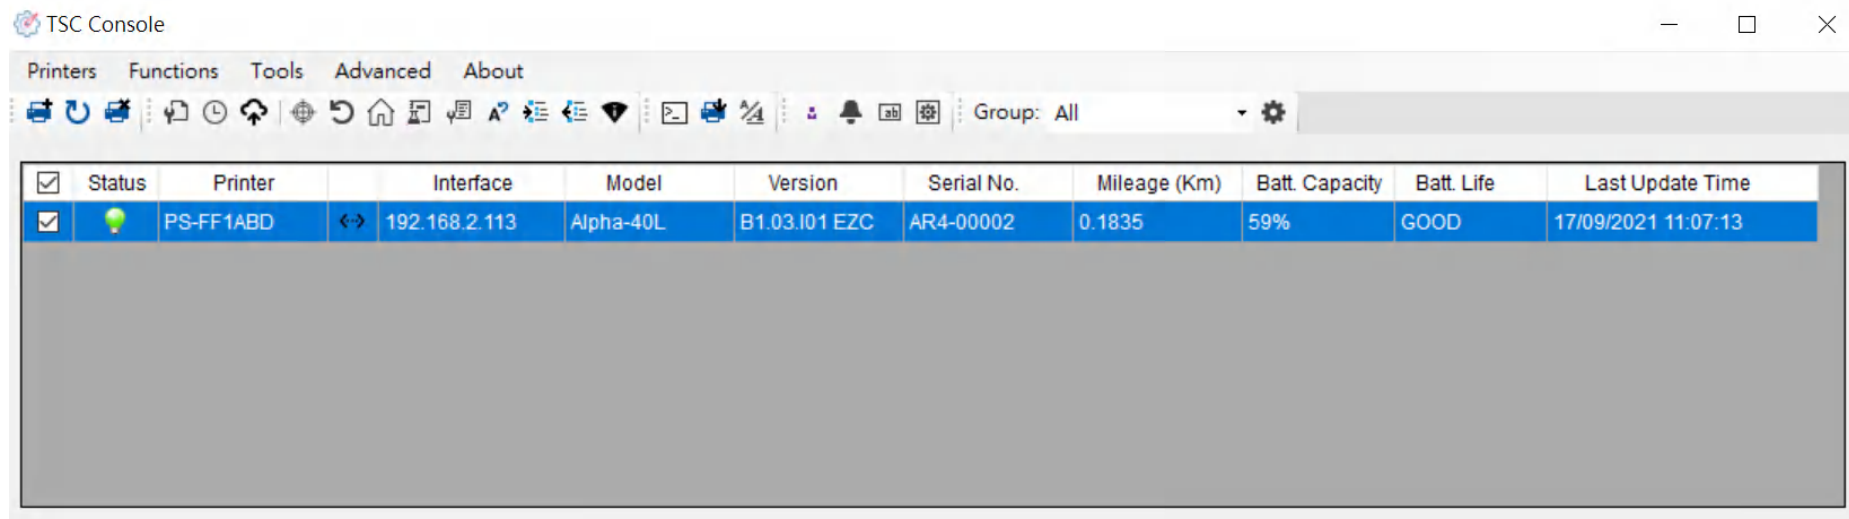 TSC Console
Printers Functions Tools Advanced About
Group: All
Status Printer Interface Model Version Serial No. Mileage (Km) Batt. Capacity Batt. Life Last Update Time
PS-FF1ABD 192.168.2.113 Alpha-40L B1.03.I01 EZC AR4-00002 0.1835 59% GOOD 17/09/2021 11:07:13